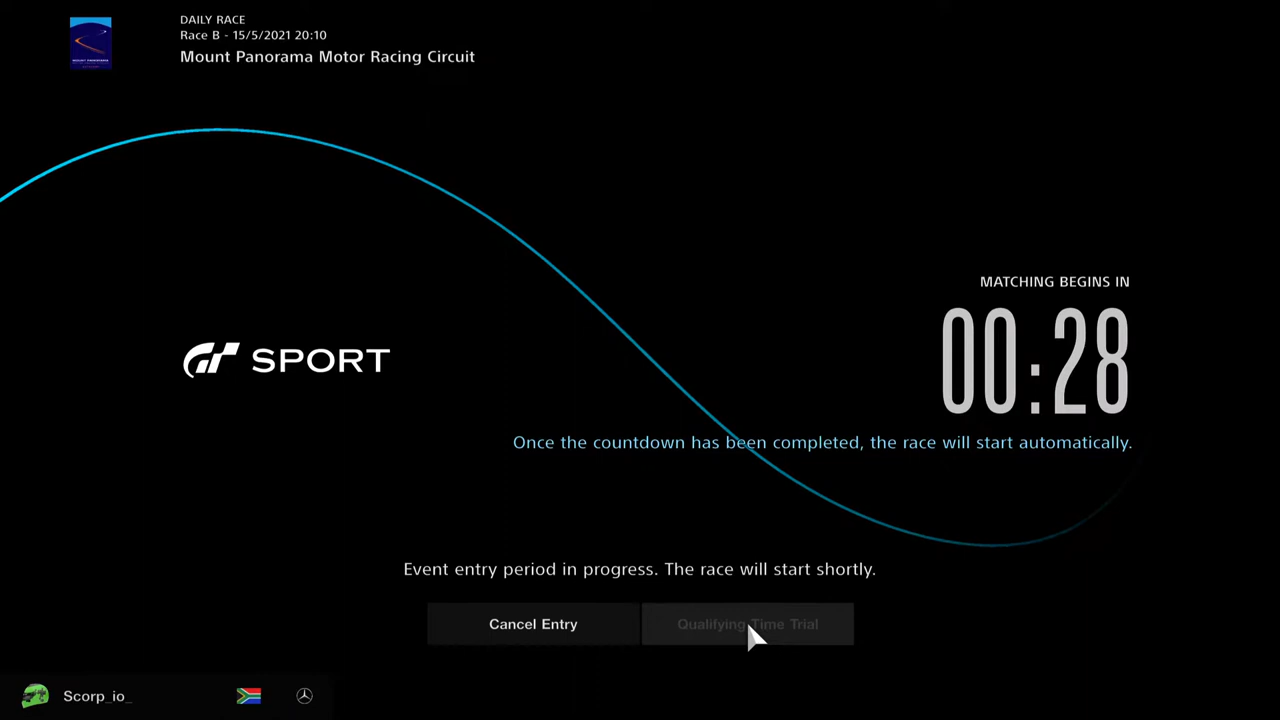 DAILY RACE
Race B - 15/5/2021 20:10
Mount Panorama Motor Racing Circuit
MOUNT PANORAMA
MATCHING BEGINS IN
00:28
GT SPORT
Once the countdown has been completed, the race will start automatically.
Event entry period in progress. The race will start shortly.
Cancel Entry
Qualifying Time Trial
Scorp_io_